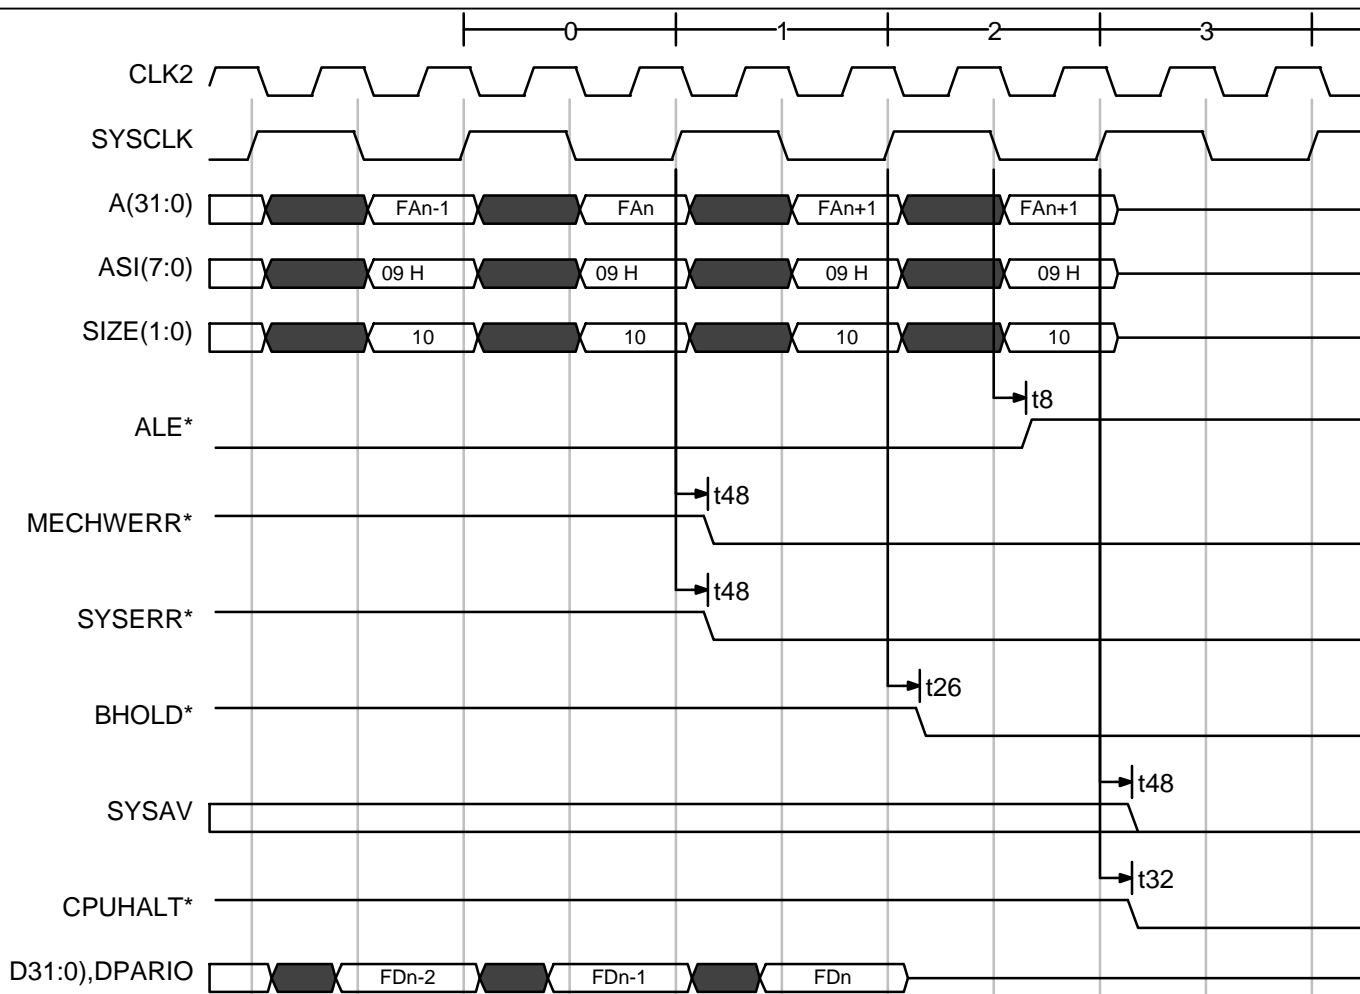 0 1 2 3
CLK2
SYSCLK
A(31:0) FAn-1 FAn FAn+1 FAn+1
ASI(7:0) 09 H 09 H 09 H 09 H
SIZE(1:0) 10 10 10 10
t8
ALE*
t48
MECHWERR*
t48
SYSERR*
t26
BHOLD*
t48
SYSAV
t32
CPUHALT*
D31:0),DPARIO FDn-2 FDn-1 FDn